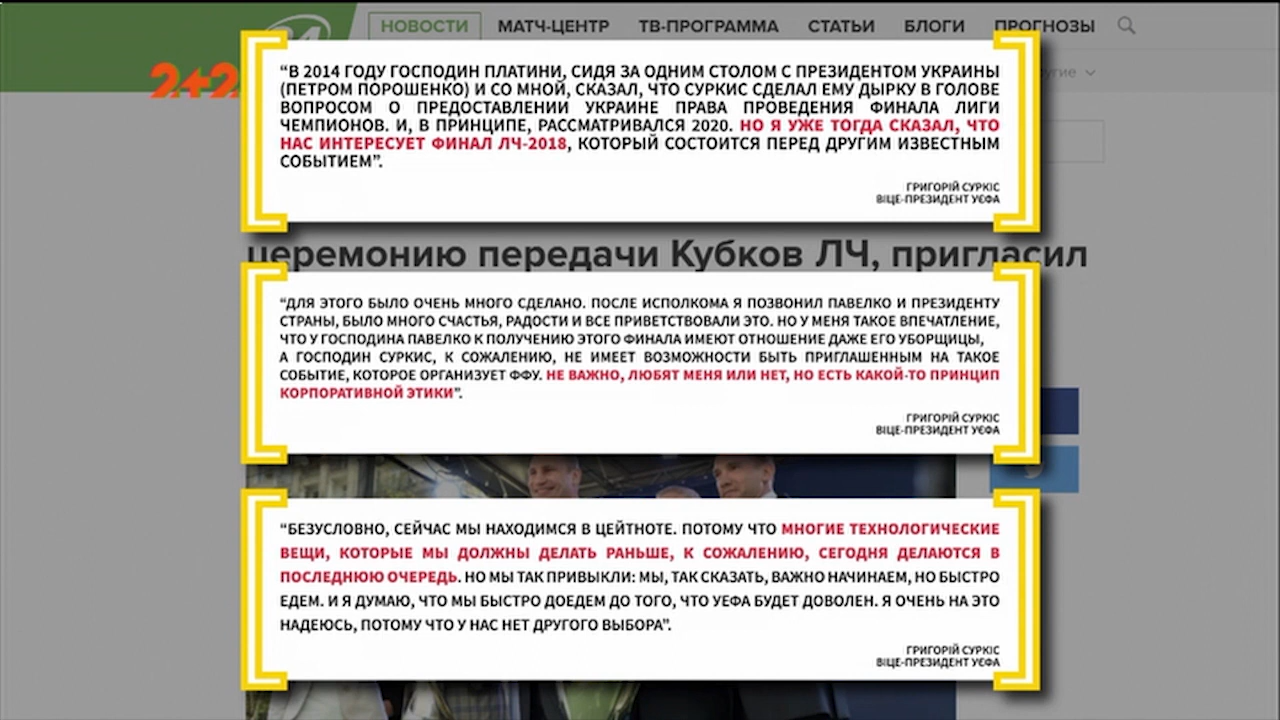 НОВОСТИ МАТЧ-ЦЕНТР ТВ-ПРОГРАММА СТАТЬИ БЛОГИ ПРОГНОЗЫ
2+2
“В 2014 ГОДУ ГОСПОДИН ПЛАТИНИ, СИДЯ ЗА ОДНИМ СТОЛОМ С ПРЕЗИДЕНТОМ УКРАИНЫ
(ПЕТРОМ ПОРОШЕНКО) И СО МНОЙ, СКАЗАЛ, ЧТО СУРКИС СДЕЛАЛ ЕМУ ДЫРКУ В ГОЛОВЕ
ВОПРОСОМ О ПРЕДОСТАВЛЕНИИ УКРАИНЕ ПРАВА ПРОВЕДЕНИЯ ФИНАЛА ЛИГИ
ЧЕМПИОНОВ. И, В ПРИНЦИПЕ, РАССМАТРИВАЛСЯ 2020. НО Я УЖЕ ТОГДА СКАЗАЛ, ЧТО
НАС ИНТЕРЕСУЕТ ФИНАЛ ЛЧ-2018, КОТОРЫЙ СОСТОИТСЯ ПЕРЕД ДРУГИМ ИЗВЕСТНЫМ
СОБЫТИЕМ”.
ГРИГОРІЙ СУРКІС
ВІЦЕ-ПРЕЗИДЕНТ УЄФА
церемонию передачи Кубков ЛЧ, пригласил
“ДЛЯ ЭТОГО БЫЛО ОЧЕНЬ МНОГО СДЕЛАНО. ПОСЛЕ ИСПОЛКОМА Я ПОЗВОНИЛ ПАВЕЛКО И ПРЕЗИДЕНТУ
СТРАНЫ, БЫЛО МНОГО СЧАСТЬЯ, РАДОСТИ И ВСЕ ПРИВЕТСТВОВАЛИ ЭТО. НО У МЕНЯ ТАКОЕ ВПЕЧАТЛЕНИЕ,
ЧТО У ГОСПОДИНА ПАВЕЛКО К ПОЛУЧЕНИЮ ЭТОГО ФИНАЛА ИМЕЮТ ОТНОШЕНИЕ ДАЖЕ ЕГО УБОРЩИЦЫ,
А ГОСПОДИН СУРКИС, К СОЖАЛЕНИЮ, НЕ ИМЕЕТ ВОЗМОЖНОСТИ БЫТЬ ПРИГЛАШЕННЫМ НА ТАКОЕ
СОБЫТИЕ, КОТОРОЕ ОРГАНИЗУЕТ ФФУ. НЕ ВАЖНО, ЛЮБЯТ МЕНЯ ИЛИ НЕТ, НО ЕСТЬ КАКОЙ-ТО ПРИНЦИП
КОРПОРАТИВНОЙ ЭТИКИ”.
ГРИГОРІЙ СУРКІС
ВІЦЕ-ПРЕЗИДЕНТ УЄФА
“БЕЗУСЛОВНО, СЕЙЧАС МЫ НАХОДИМСЯ В ЦЕЙТНОТЕ. ПОТОМУ ЧТО МНОГИЕ ТЕХНОЛОГИЧЕСКИЕ
ВЕЩИ, КОТОРЫЕ МЫ ДОЛЖНЫ ДЕЛАТЬ РАНЬШЕ, К СОЖАЛЕНИЮ, СЕГОДНЯ ДЕЛАЮТСЯ В
ПОСЛЕДНЮЮ ОЧЕРЕДЬ. НО МЫ ТАК ПРИВЫКЛИ: МЫ, ТАК СКАЗАТЬ, ВАЖНО НАЧИНАЕМ, НО БЫСТРО
ЕДЕМ. И Я ДУМАЮ, ЧТО МЫ БЫСТРО ДОЕДЕМ ДО ТОГО, ЧТО УЕФА БУДЕТ ДОВОЛЕН. Я ОЧЕНЬ НА ЭТО
НАДЕЮСЬ, ПОТОМУ ЧТО У НАС НЕТ ДРУГОГО ВЫБОРА”.
ГРИГОРІЙ СУРКІС
ВІЦЕ-ПРЕЗИДЕНТ УЄФА